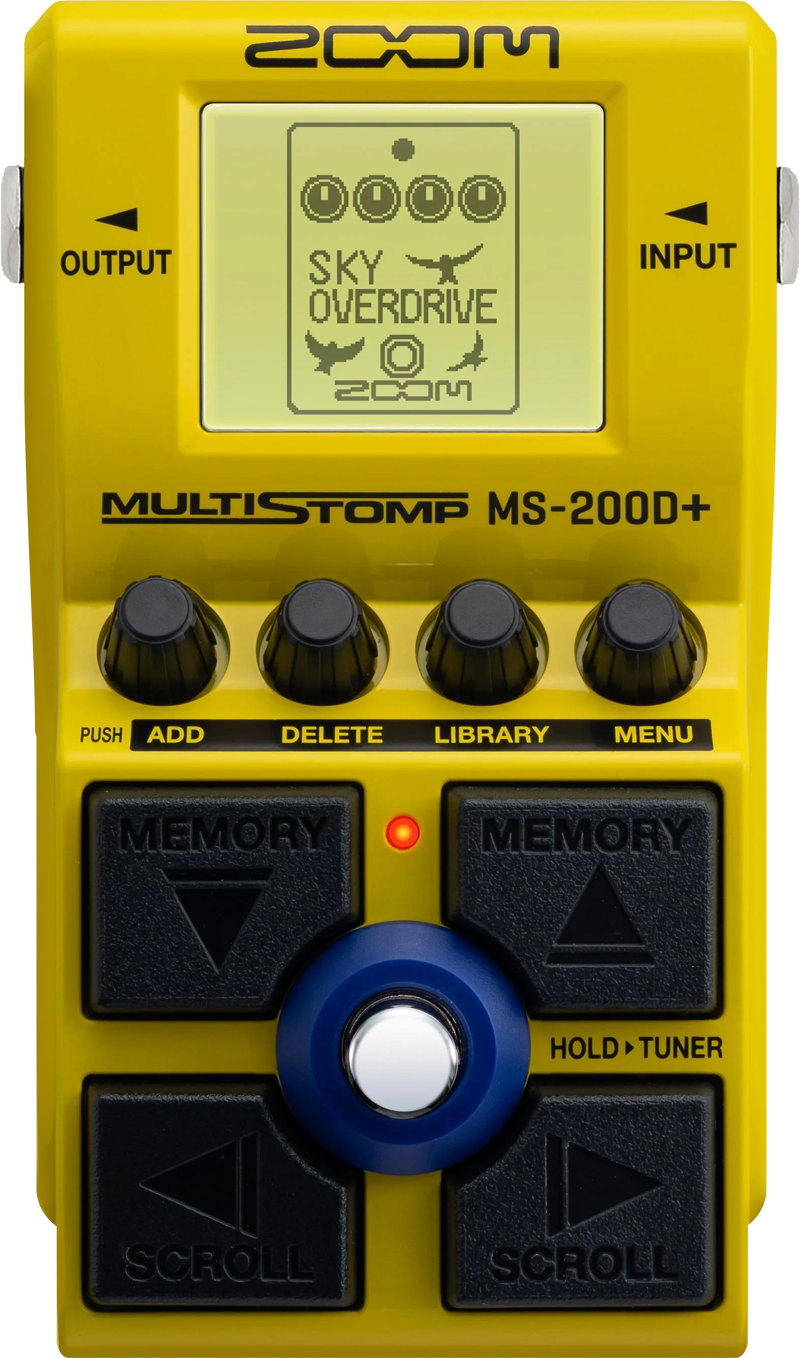 ZOOM
SKY
OVERDRIVE
ZOOM
OUTPUT
INPUT
MULTISTOMP MS-200D+
PUSH ADD DELETE LIBRARY MENU
MEMORY MEMORY
HOLD▸TUNER
SCROLL SCROLL